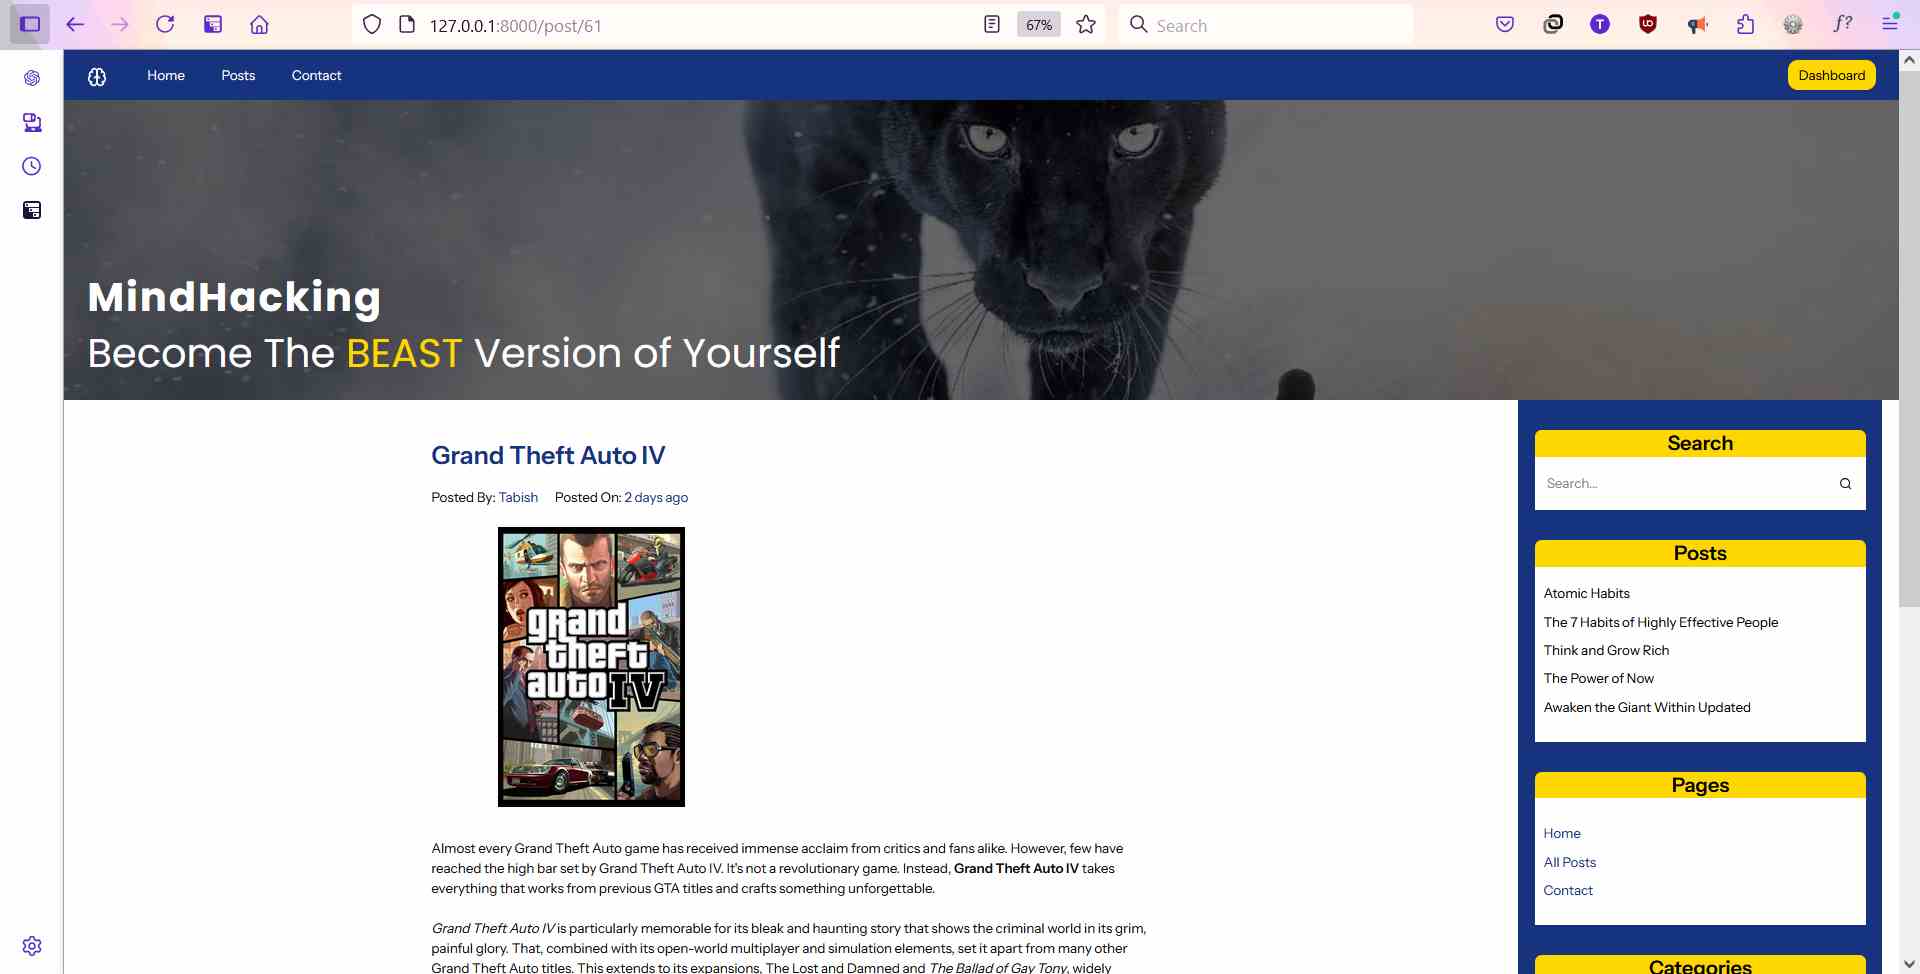 127.0.0.1:8000/post/61
67%
Search
Home
Posts
Contact
Dashboard
MindHacking
Become The BEAST Version of Yourself
Grand Theft Auto IV
Posted By: Tabish Posted On: 2 days ago
grand
theft
auto IV
Almost every Grand Theft Auto game has received immense acclaim from critics and fans alike. However, few have
reached the high bar set by Grand Theft Auto IV. It's not a revolutionary game. Instead, Grand Theft Auto IV takes
everything that works from previous GTA titles and crafts something unforgettable.
Grand Theft Auto IV is particularly memorable for its bleak and haunting story that shows the criminal world in its grim,
painful glory. That, combined with its open-world multiplayer and simulation elements, set it apart from many other
Grand Theft Auto titles. This extends to its expansions, The Lost and Damned and The Ballad of Gay Tony, widely
Search
Search...
Posts
Atomic Habits
The 7 Habits of Highly Effective People
Think and Grow Rich
The Power of Now
Awaken the Giant Within Updated
Pages
Home
All Posts
Contact
Categories